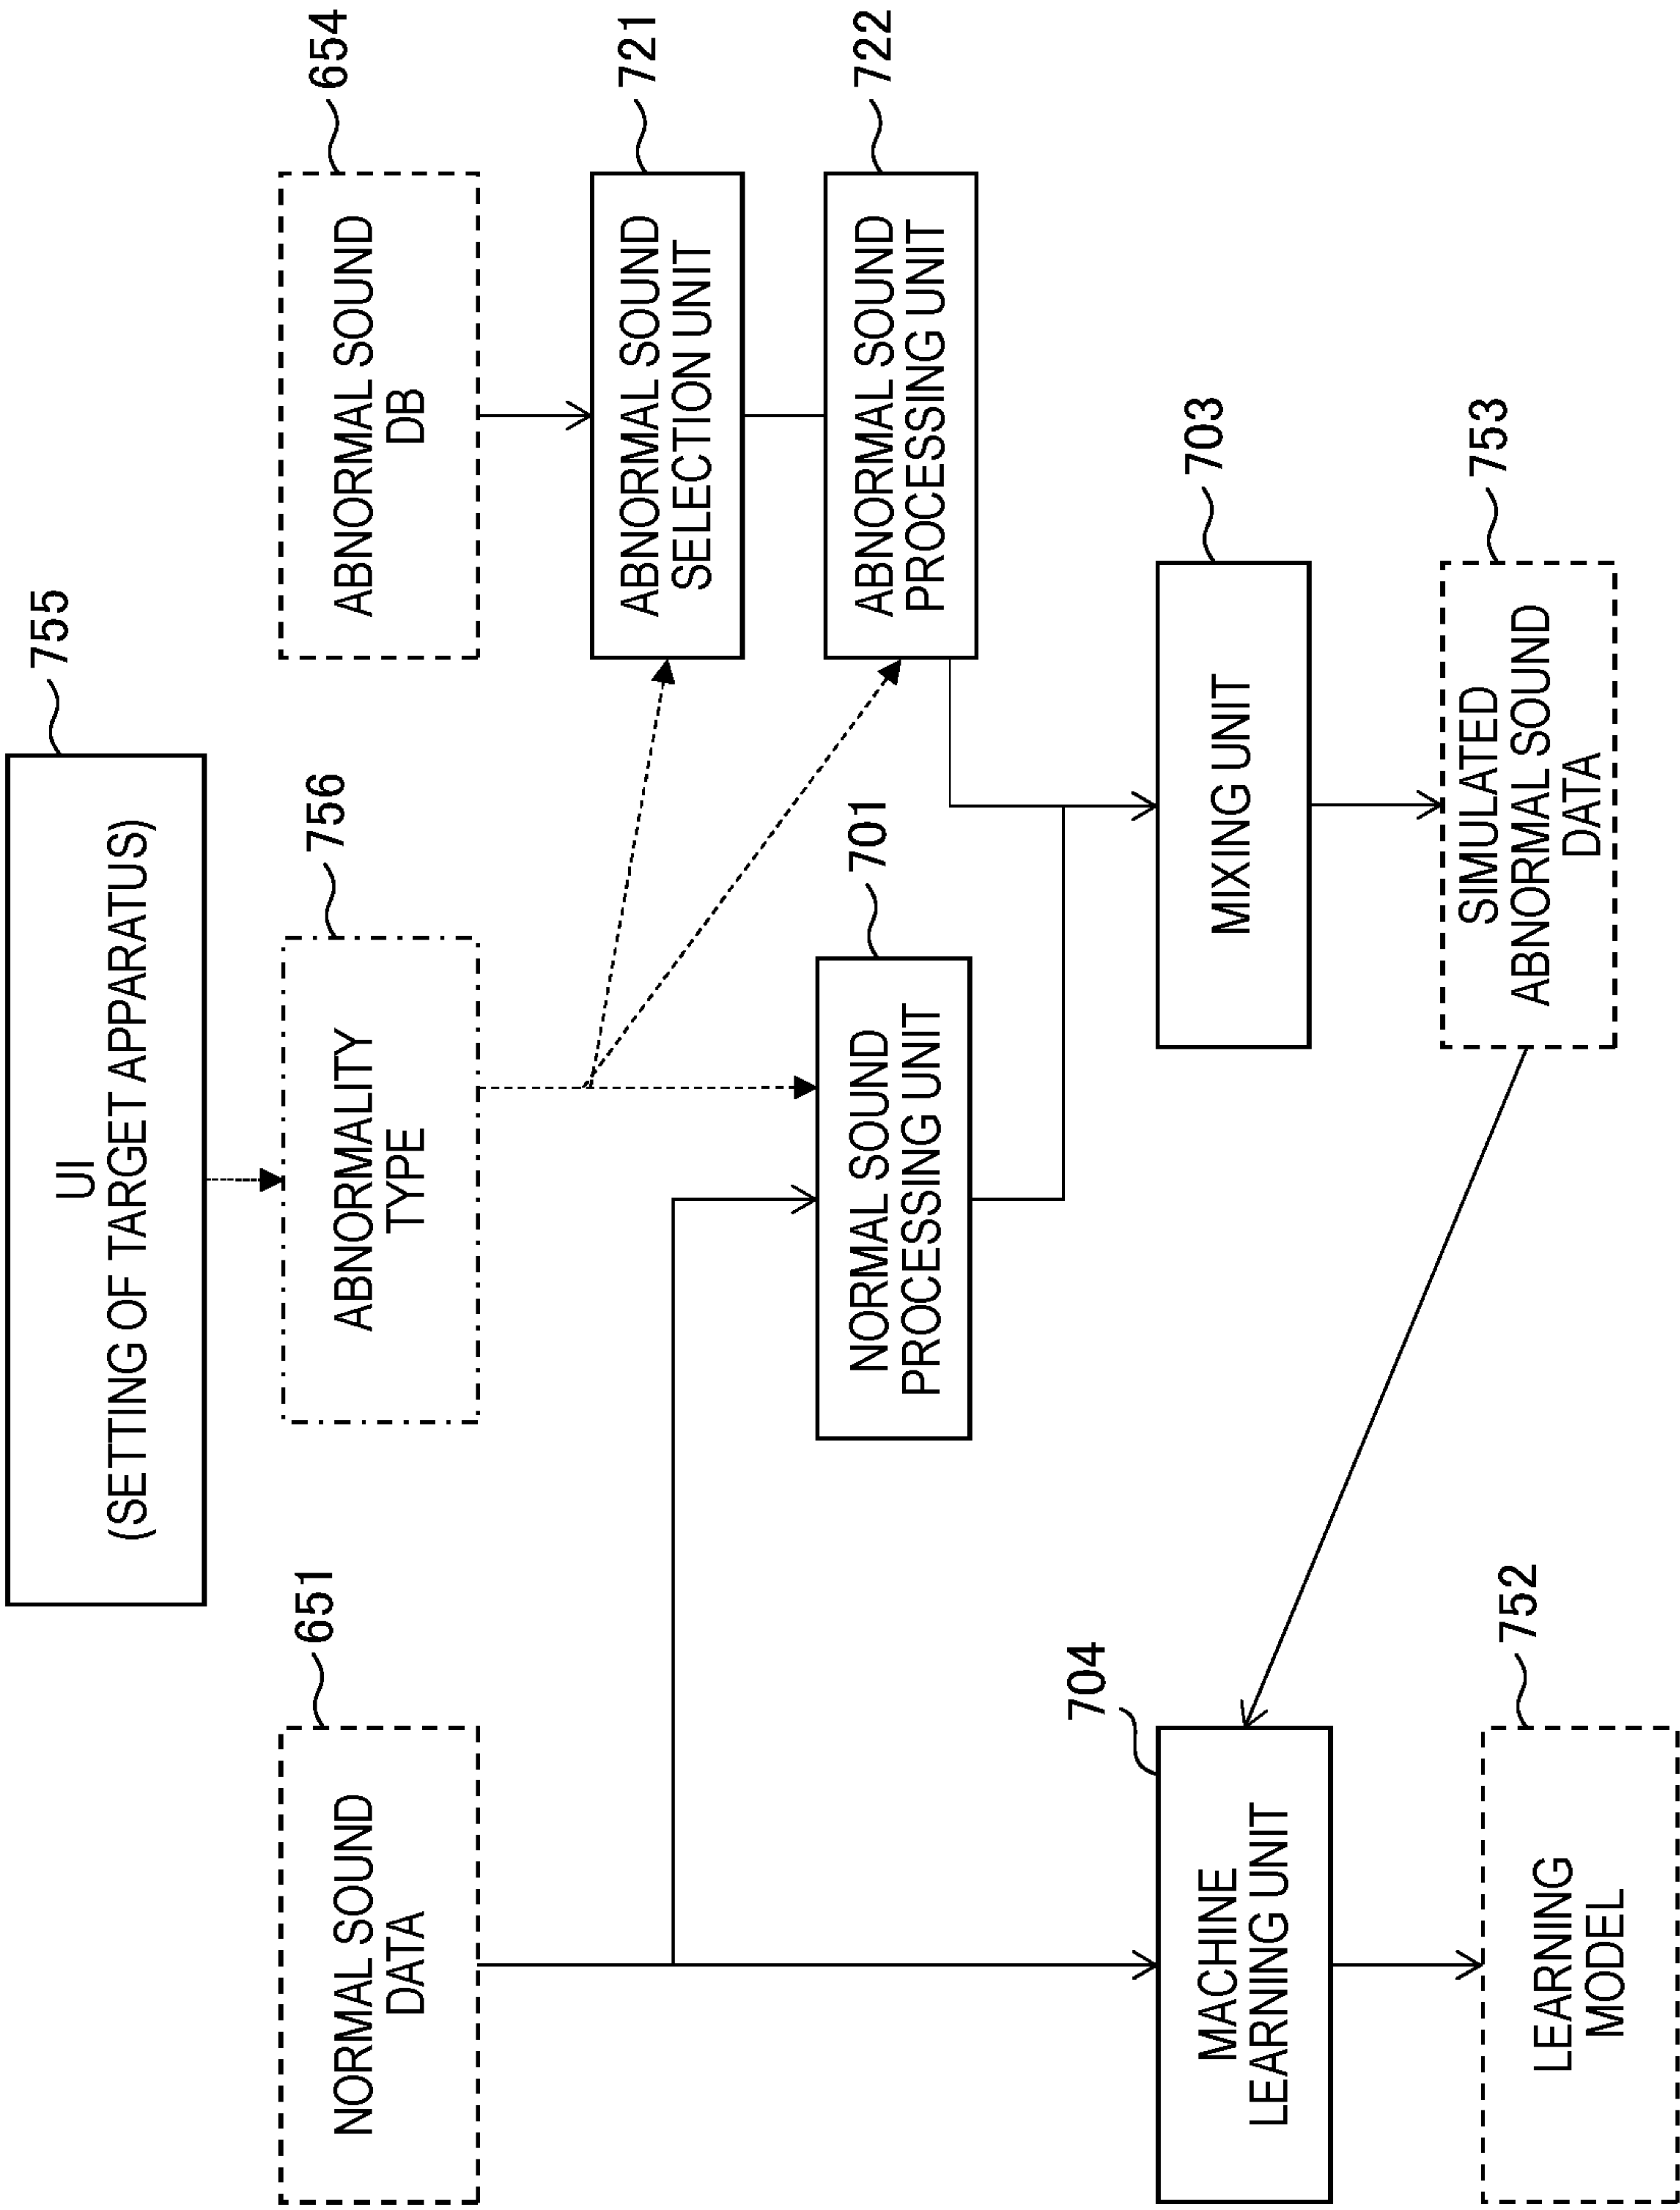 755
UI
(SETTING OF TARGET APPARATUS)
651
NORMAL SOUND
DATA
756
ABNORMALITY
TYPE
654
ABNORMAL SOUND
DB
721
ABNORMAL SOUND
SELECTION UNIT
701
NORMAL SOUND
PROCESSING UNIT
722
ABNORMAL SOUND
PROCESSING UNIT
704
MACHINE
LEARNING UNIT
703
MIXING UNIT
752
LEARNING
MODEL
753
SIMULATED
ABNORMAL SOUND
DATA